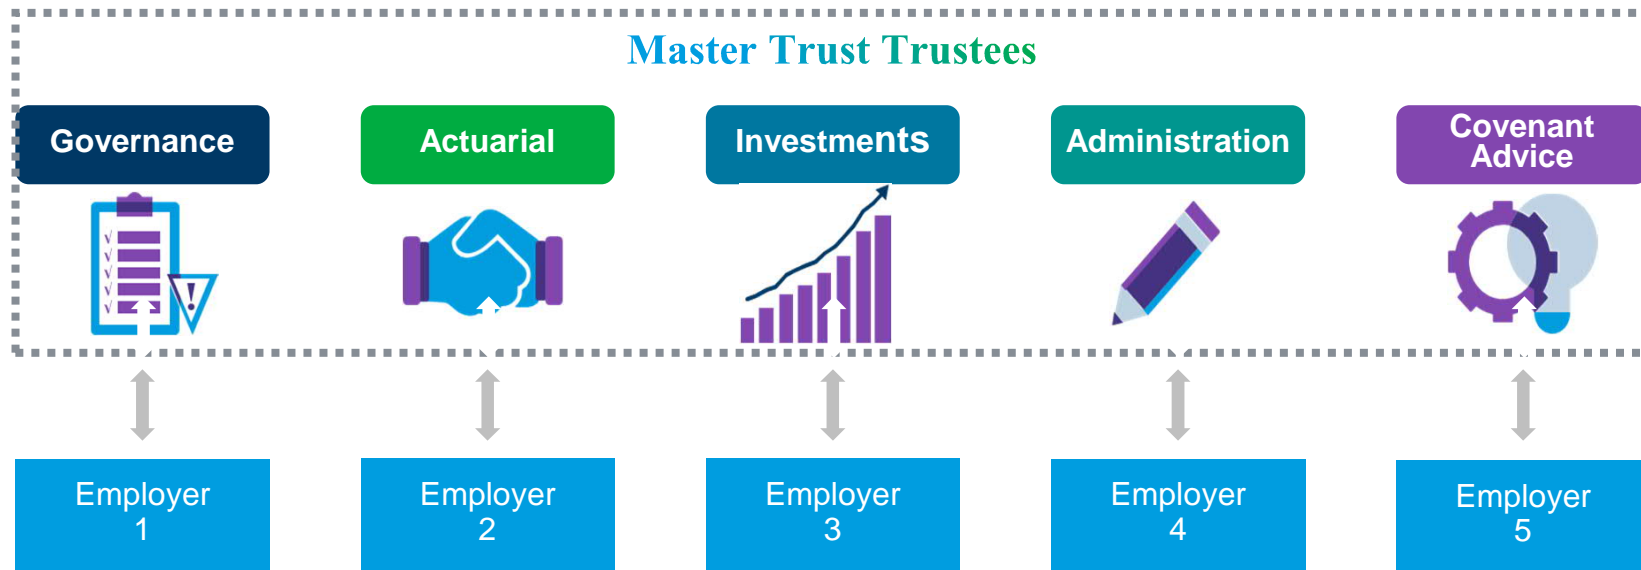 Master Trust Trustees
Governance
Actuarial
Investments
Administration
Covenant
Advice
√
√
√
√
√
!
Employer
1
Employer
2
Employer
3
Employer
4
Employer
5